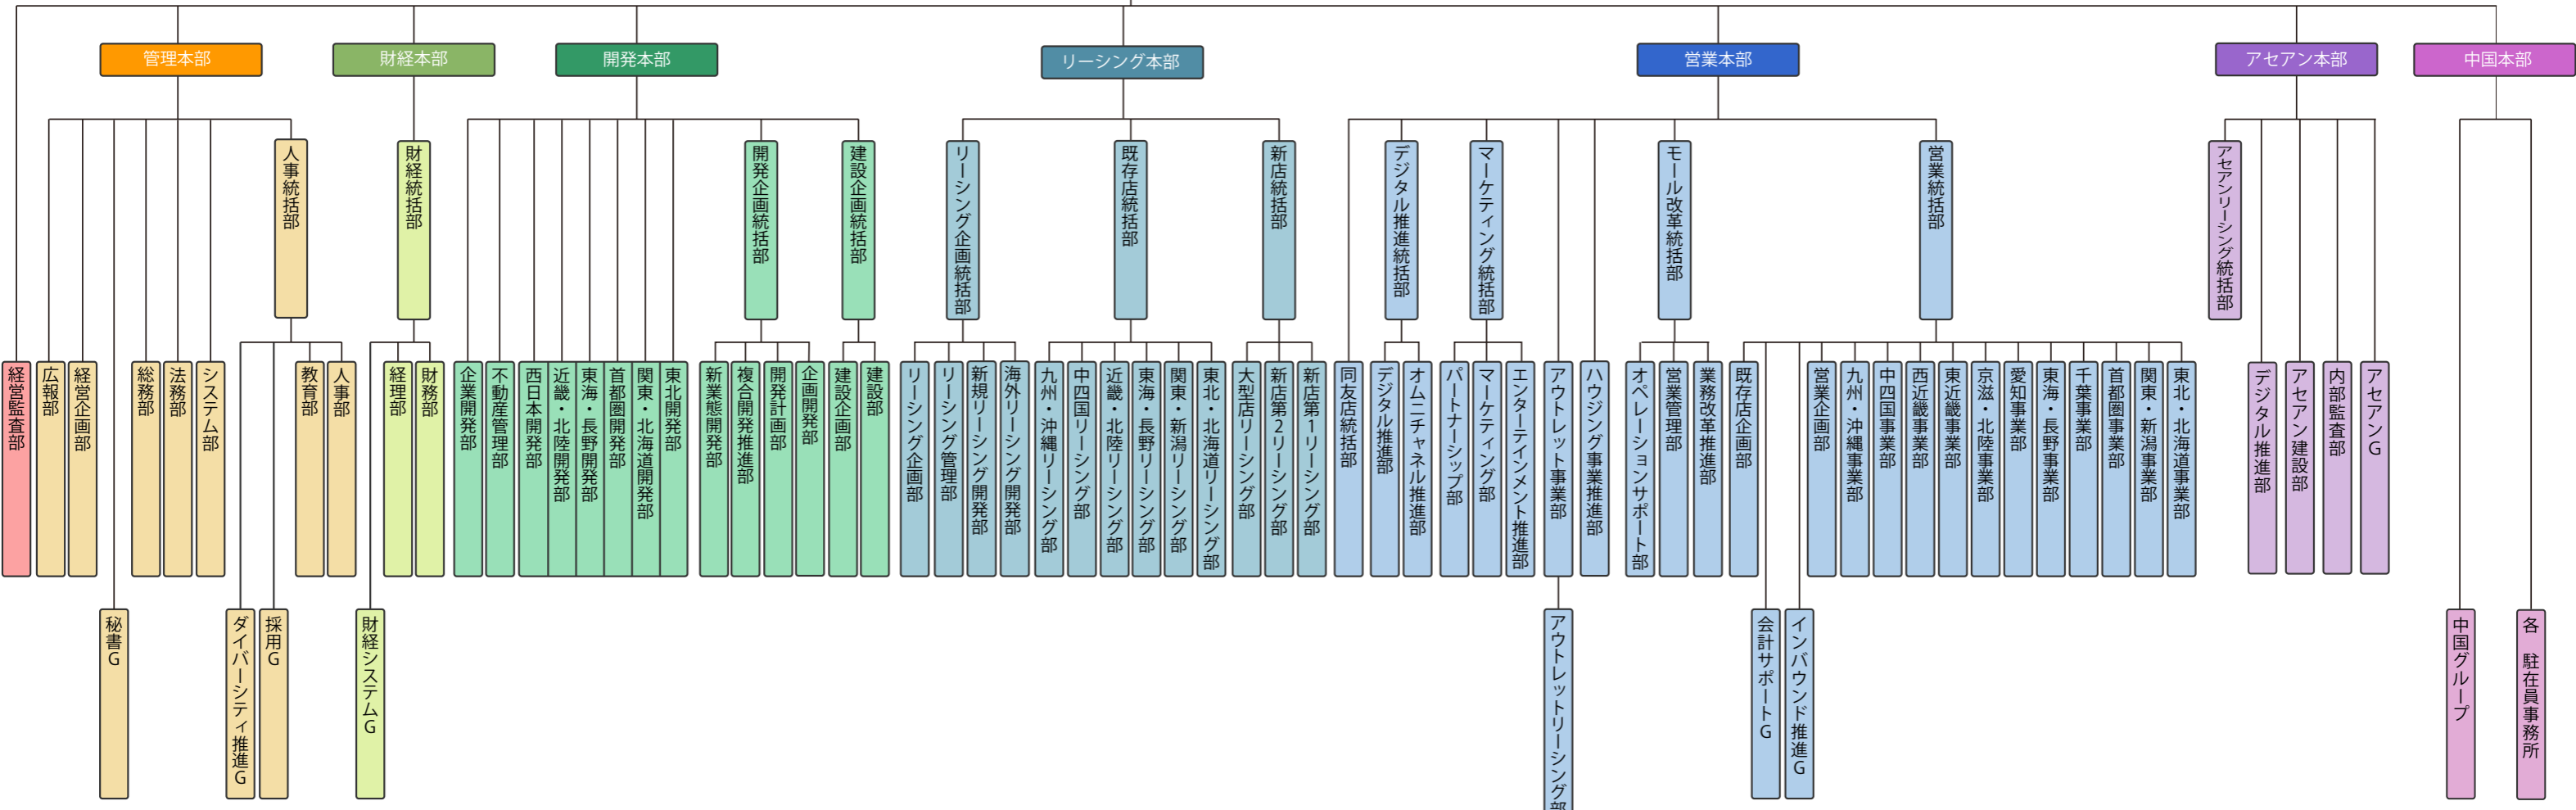 管理本部
財経本部
開発本部
リーシング本部
営業本部
アセアン本部
中国本部
人事統括部
財経統括部
開発企画統括部
建設企画統括部
リーシング企画統括部
既存店統括部
新店統括部
デジタル推進統括部
マーケティング統括部
モール改革統括部
営業統括部
アセアンリーシング統括部
経営監査部
広報部
経営企画部
総務部
法務部
システム部
教育部
人事部
経理部
財務部
企業開発部
不動産管理部
西日本開発部
近畿・北陸開発部
東海・長野開発部
首都圏開発部
関東・北海道開発部
東北開発部
新業態開発部
複合開発推進部
開発計画部
企画開発部
建設企画部
建設部
リーシング企画部
リーシング管理部
新規リーシング開発部
海外リーシング開発部
九州・沖縄リーシング部
中四国リーシング部
近畿・北陸リーシング部
東海・長野リーシング部
関東・新潟リーシング部
東北・北海道リーシング部
大型店リーシング部
新店第2リーシング部
新店第1リーシング部
同友店統括部
デジタル推進部
オムニチャネル推進部
パートナーシップ部
マーケティング部
エンターテインメント推進部
アウトレット事業部
ハウジング事業推進部
オペレーションサポート部
営業管理部
業務改革推進部
既存店企画部
営業企画部
九州・沖縄事業部
中四国事業部
西近畿事業部
東近畿事業部
京滋・北陸事業部
愛知事業部
東海・長野事業部
千葉事業部
首都圏事業部
関東・新潟事業部
東北・北海道事業部
デジタル推進部
アセアン建設部
内部監査部
アセアンG
秘書G
ダイバーシティ推進G
採用G
財経システムG
アウトレットリーシング部
会計サポートG
インバウンド推進G
中国グループ
各 駐在員事務所